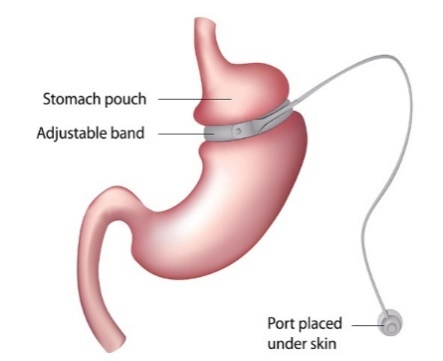 Stomach pouch
Adjustable band
Port placed
under skin